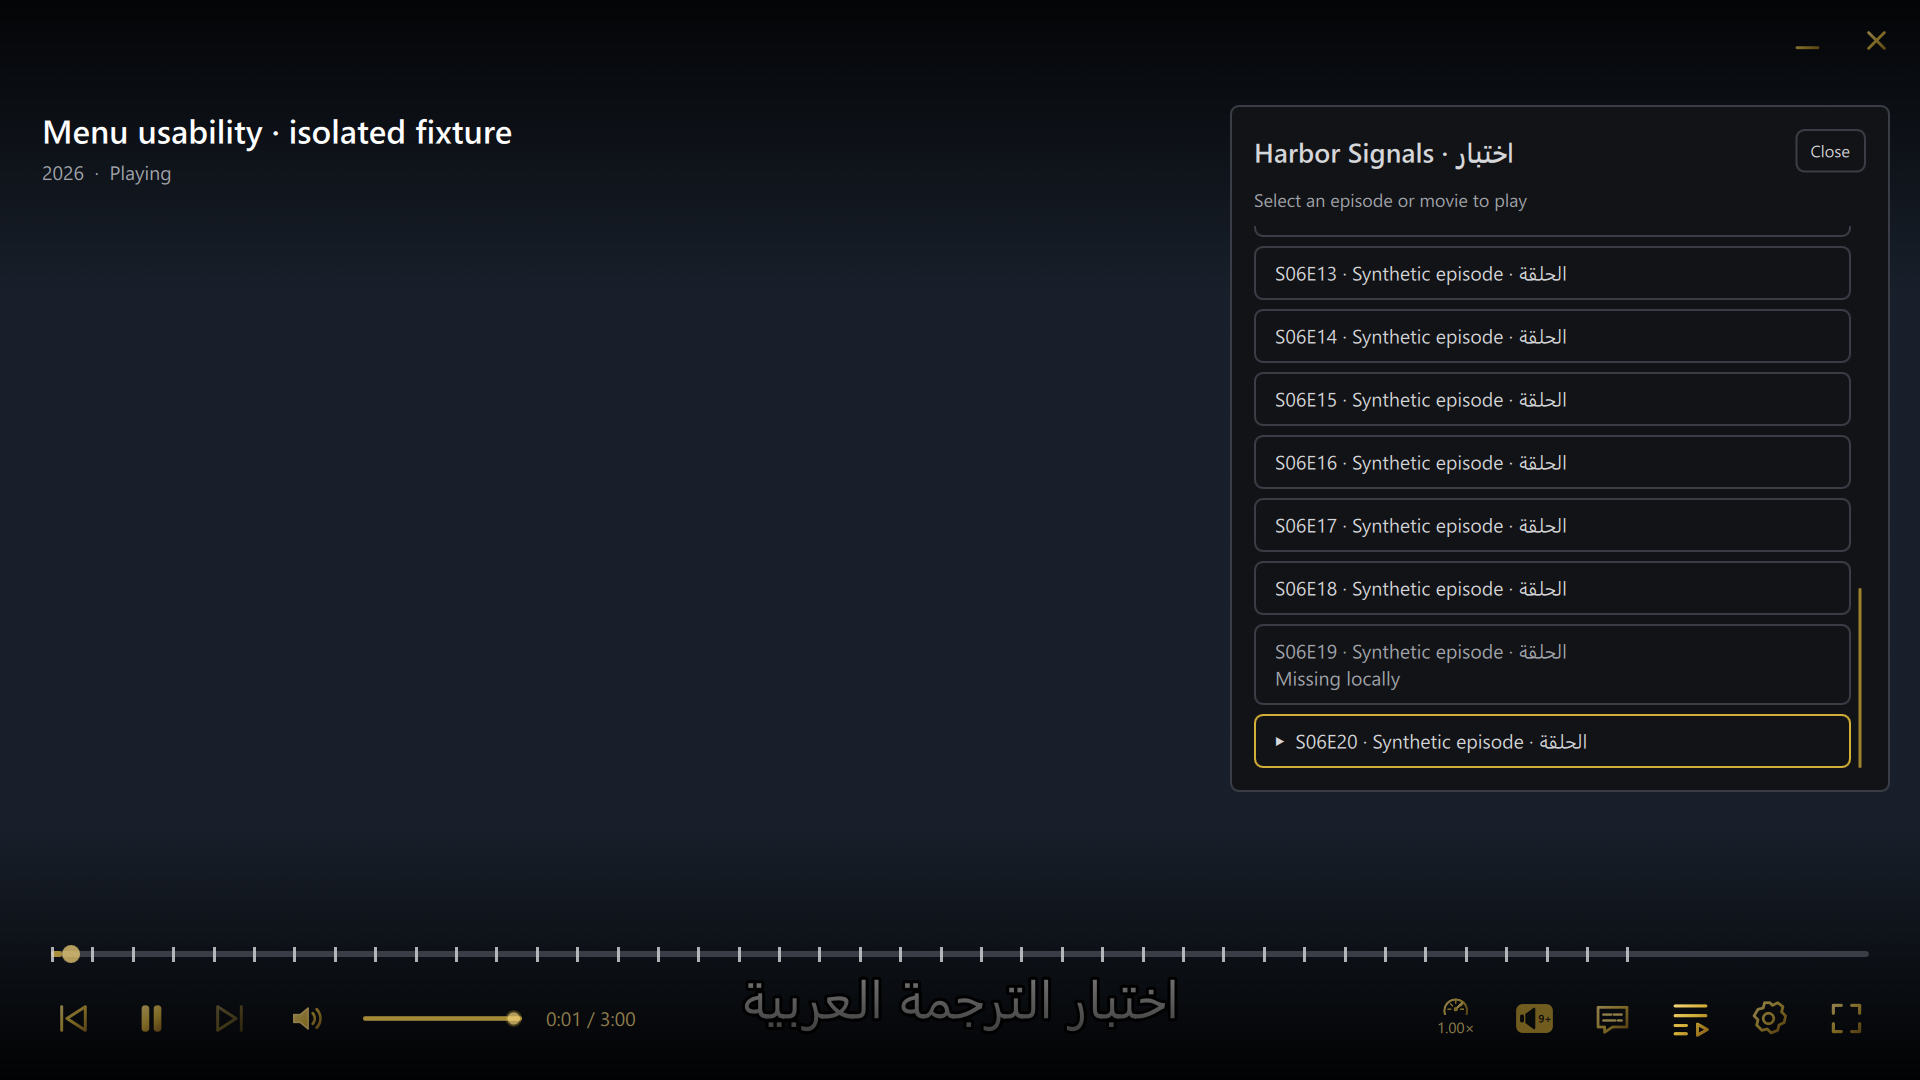 Menu usability · isolated fixture
2026 · Playing
Harbor Signals · اختبار
Close
Select an episode or movie to play
S06E13 · Synthetic episode · الحلقة
S06E14 · Synthetic episode · الحلقة
S06E15 · Synthetic episode · الحلقة
S06E16 · Synthetic episode · الحلقة
S06E17 · Synthetic episode · الحلقة
S06E18 · Synthetic episode · الحلقة
S06E19 · Synthetic episode · الحلقة
Missing locally
S06E20 · Synthetic episode · الحلقة
اختبار الترجمة العربية
0:01 / 3:00
1.00×
9+